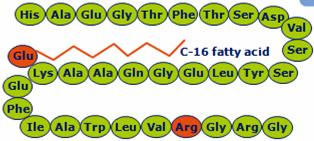 His Ala Glu Gly Thr Phe Thr Ser Asp
Val
Glu C-16 fatty acid Ser
Lys Ala Ala Gln Gly Glu Leu Tyr Ser
Glu
Phe
Ile Ala Trp Leu Val Arg Gly Arg Gly